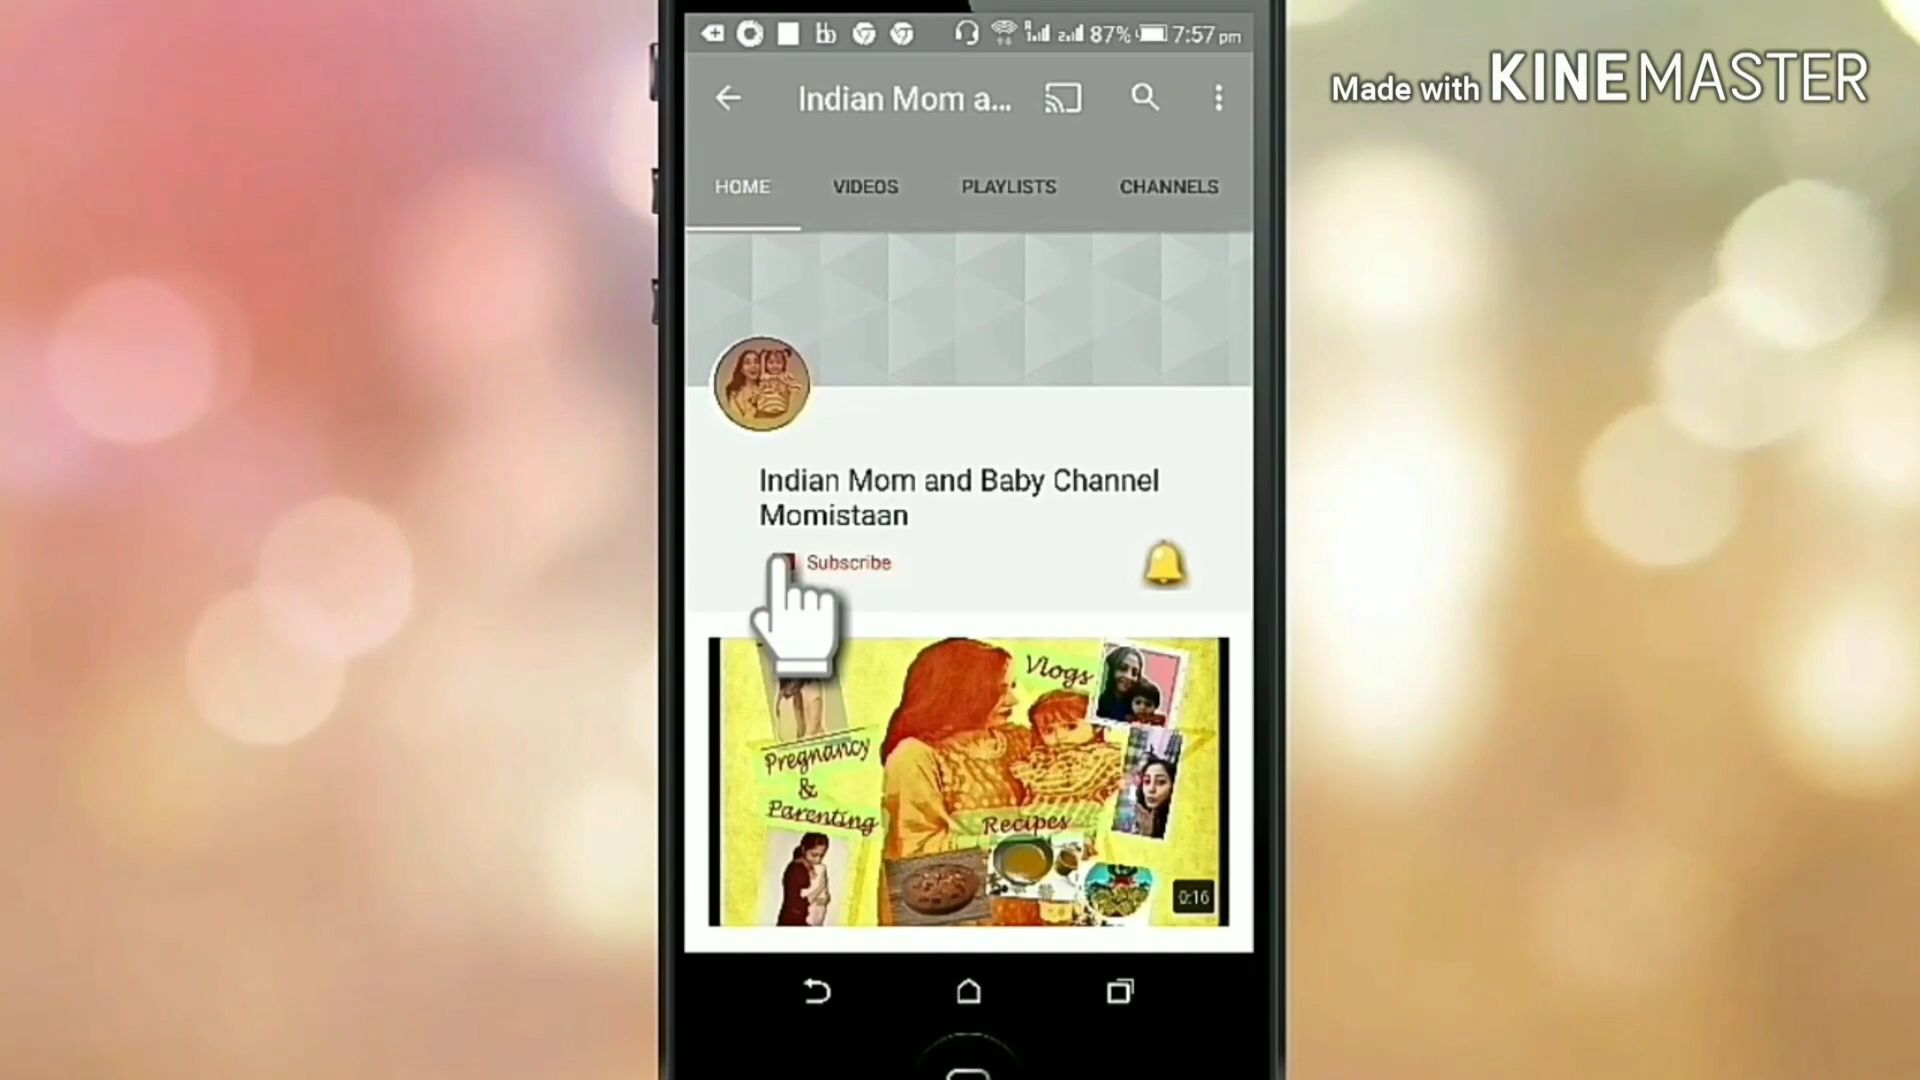 87% 7:57 pm
Made with KINEMASTER
Indian Mom a...
HOME VIDEOS PLAYLISTS CHANNELS
Indian Mom and Baby Channel
Momistaan
Subscribe
Vlogs
Pregnancy
&
Parenting
Recipes
0:16